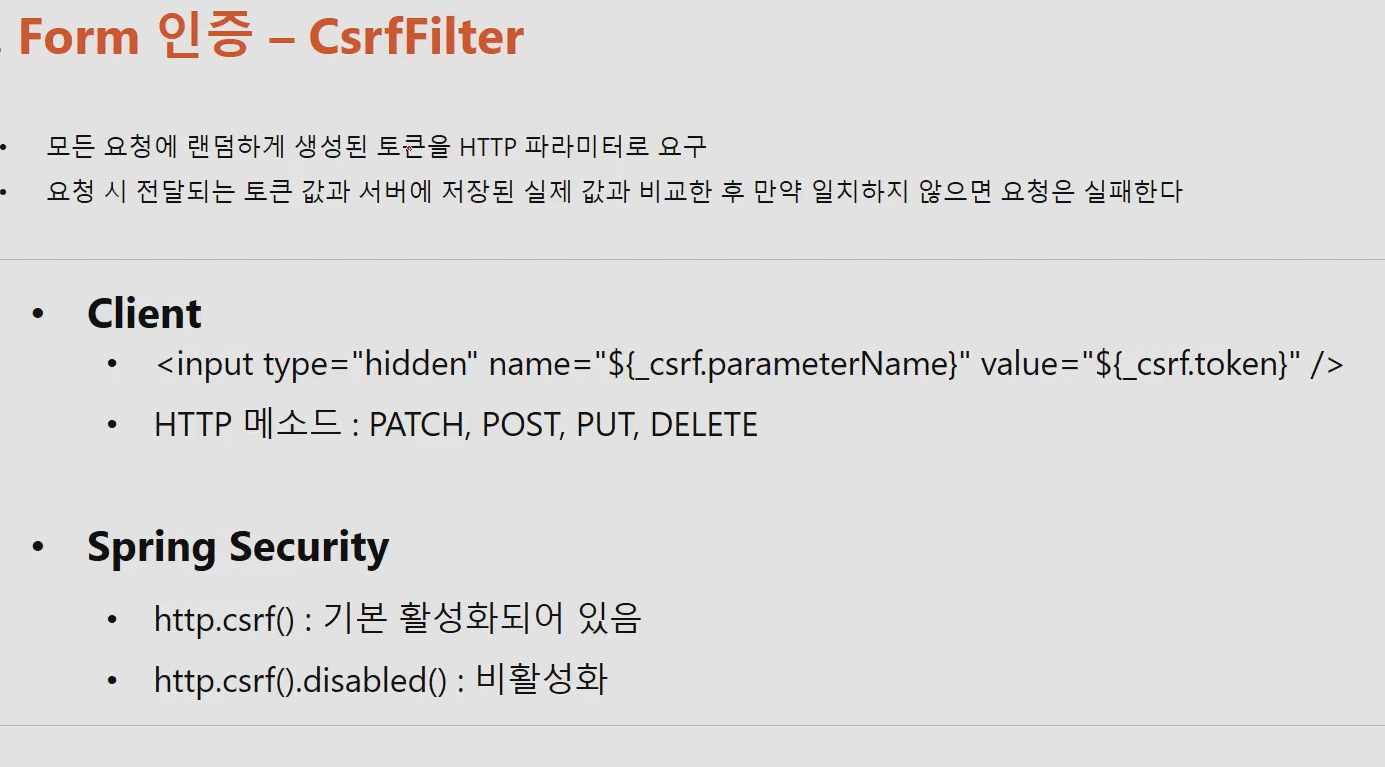 . Form 인증 – CsrfFilter
• 모든 요청에 랜덤하게 생성된 토큰을 HTTP 파라미터로 요구
• 요청 시 전달되는 토큰 값과 서버에 저장된 실제 값과 비교한 후 만약 일치하지 않으면 요청은 실패한다
• Client
• <input type="hidden" name="${_csrf.parameterName}" value="${_csrf.token}" />
• HTTP 메소드 : PATCH, POST, PUT, DELETE
• Spring Security
• http.csrf() : 기본 활성화되어 있음
• http.csrf().disabled() : 비활성화